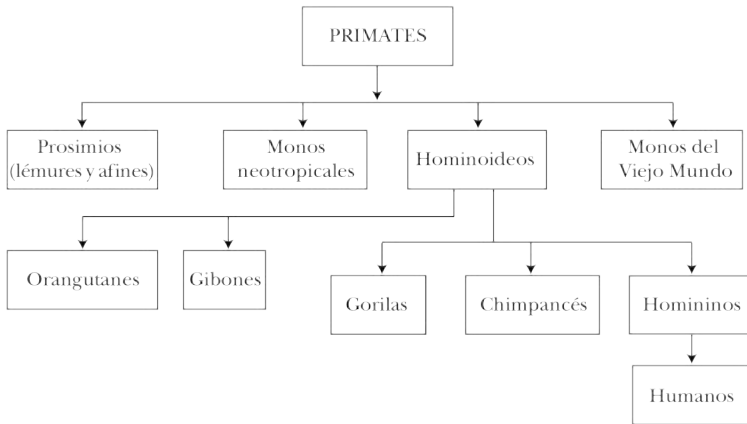 PRIMATES
Prosimios
(lémures y afines)
Monos
neotropicales
Hominoideos
Monos del
Viejo Mundo
Orangutanes
Gibones
Gorilas
Chimpancés
Homininos
Humanos